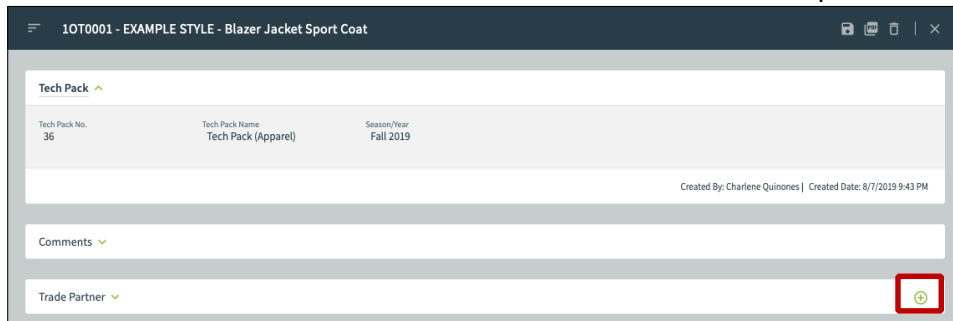 1OT0001 - EXAMPLE STYLE - Blazer Jacket Sport Coat
PDF
Tech Pack
Tech Pack No. Tech Pack Name Season/Year
36 Tech Pack (Apparel) Fall 2019
Created By: Charlene Quinones | Created Date: 8/7/2019 9:43 PM
Comments
Trade Partner